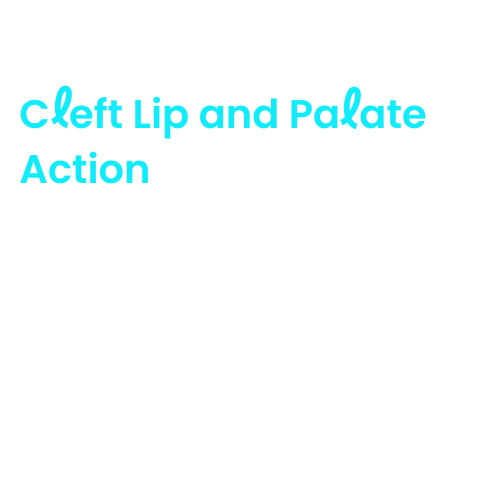 Cleft Lip and Palate
Action